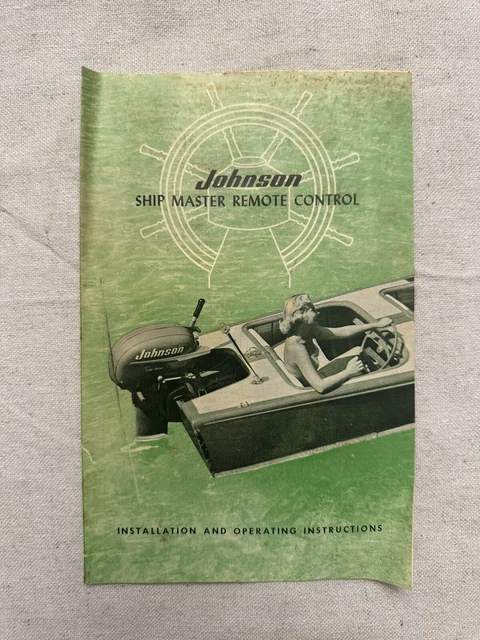 Johnson
SHIP MASTER REMOTE CONTROL
Johnson
INSTALLATION AND OPERATING INSTRUCTIONS